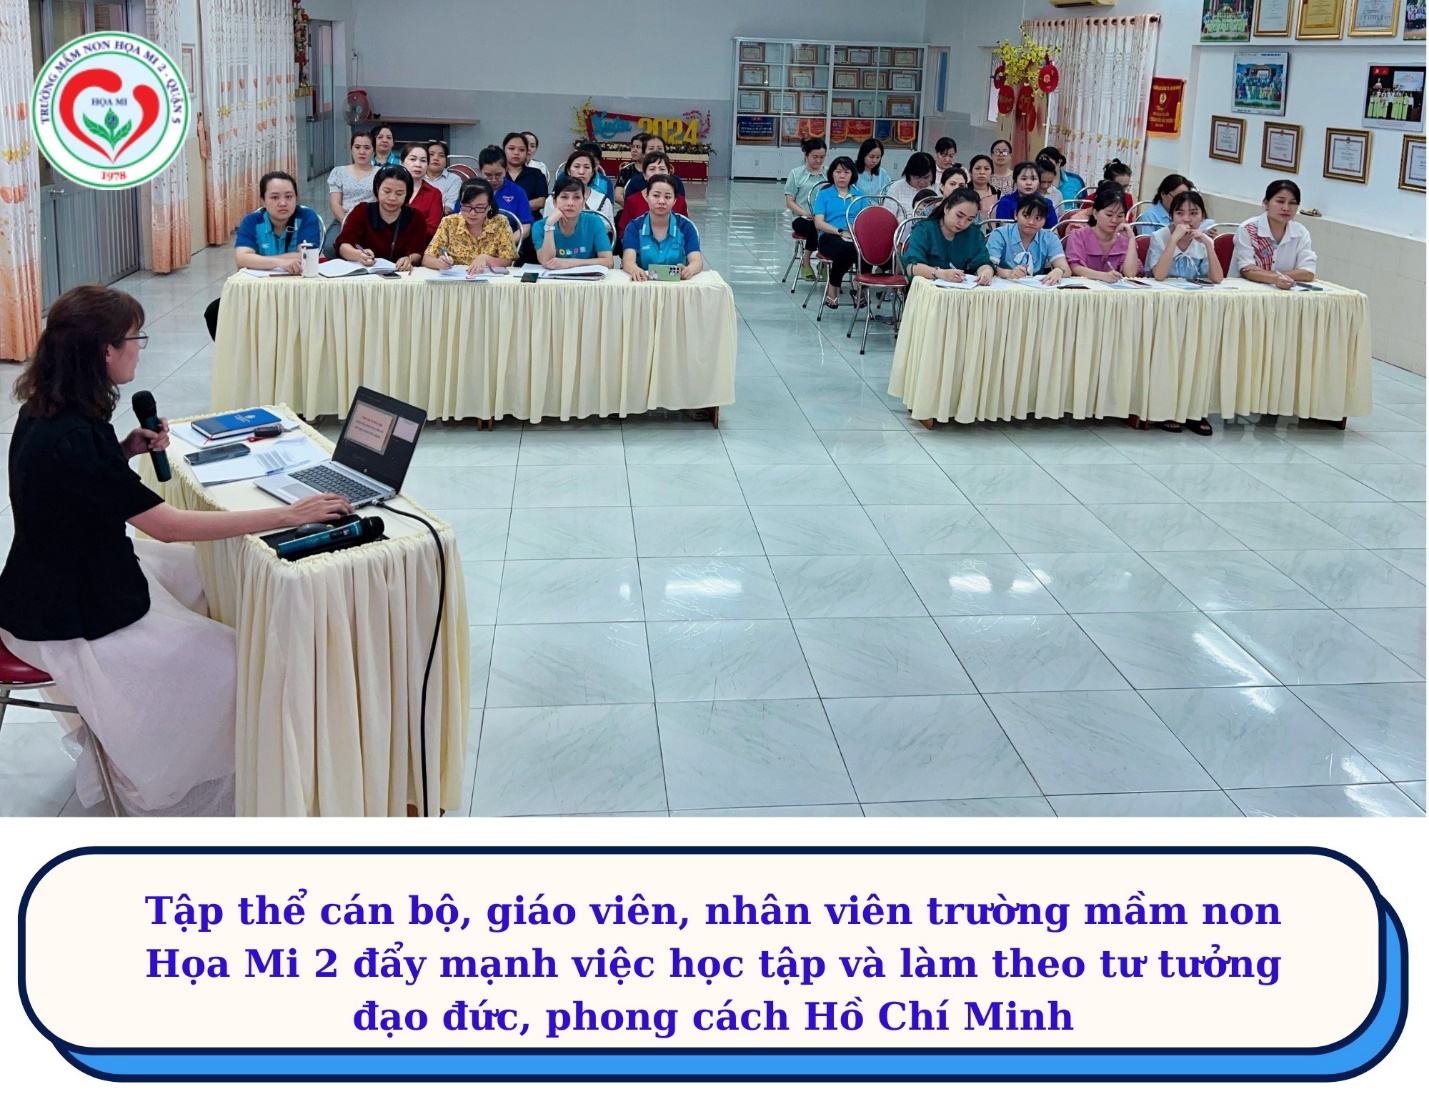 TRƯỜNG MẦM NON HỌA MI 2 - QUẬN 5
HỌA MI
1978
Xuân 2024
Tập thể cán bộ, giáo viên, nhân viên trường mầm non
Họa Mi 2 đẩy mạnh việc học tập và làm theo tư tưởng
đạo đức, phong cách Hồ Chí Minh